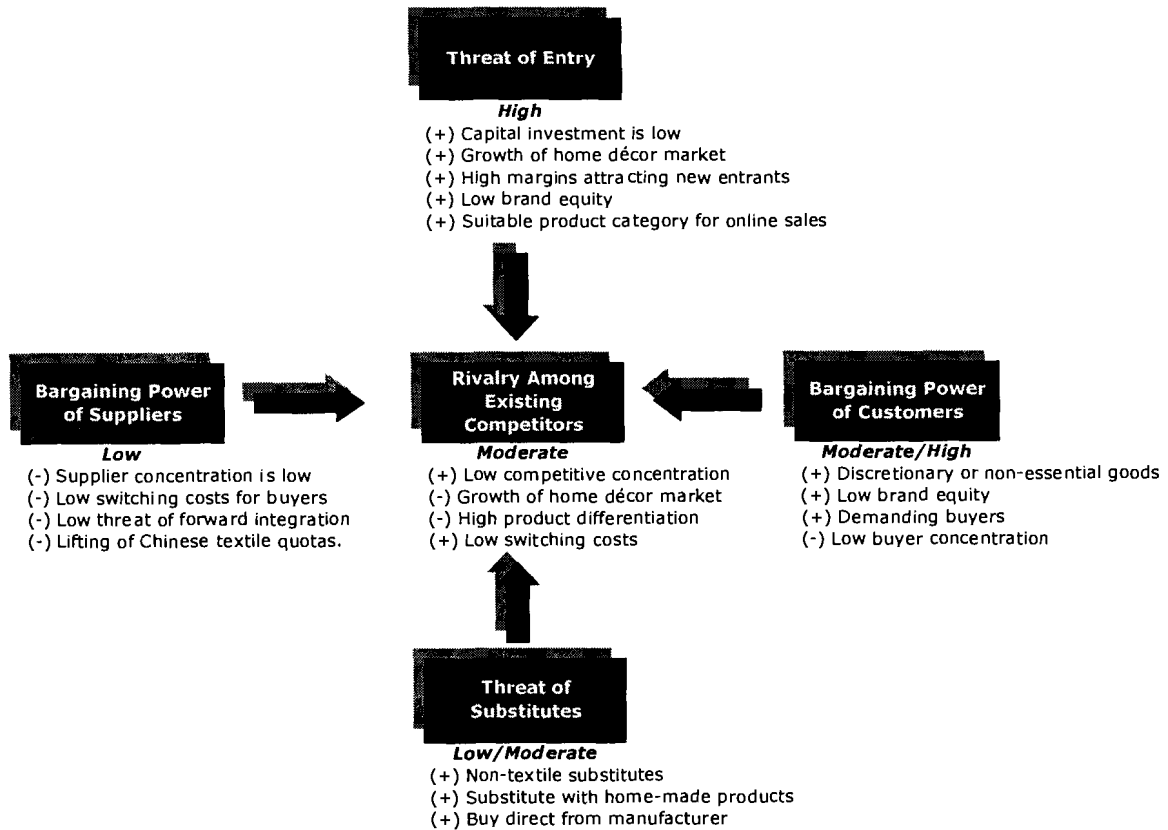 Threat of Entry
High
(+) Capital investment is low
(+) Growth of home décor market
(+) High margins attracting new entrants
(+) Low brand equity
(+) Suitable product category for online sales
Bargaining Power
of Suppliers
Low
(-) Supplier concentration is low
(-) Low switching costs for buyers
(-) Low threat of forward integration
(-) Lifting of Chinese textile quotas.
Rivalry Among
Existing
Competitors
Moderate
(+) Low competitive concentration
(-) Growth of home décor market
(-) High product differentiation
(+) Low switching costs
Bargaining Power
of Customers
Moderate/High
(+) Discretionary or non-essential goods
(+) Low brand equity
(+) Demanding buyers
(-) Low buyer concentration
Threat of
Substitutes
Low/Moderate
(+) Non-textile substitutes
(+) Substitute with home-made products
(+) Buy direct from manufacturer